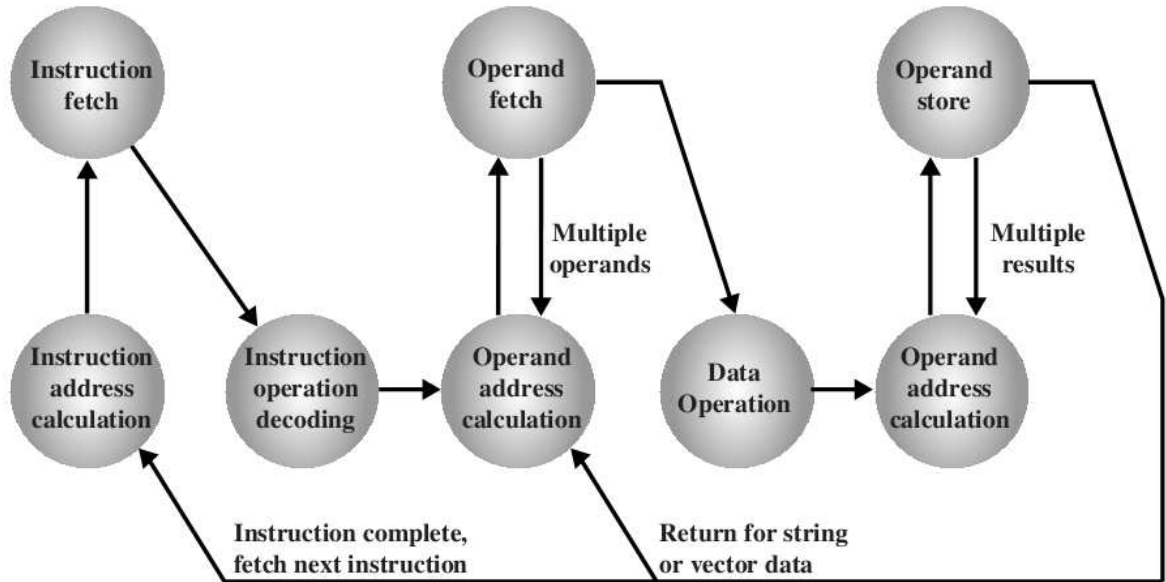 Instruction
fetch
Operand
fetch
Operand
store
Multiple
operands
Multiple
results
Instruction
address
calculation
Instruction
operation
decoding
Operand
address
calculation
Data
Operation
Operand
address
calculation
Instruction complete,
fetch next instruction
Return for string
or vector data